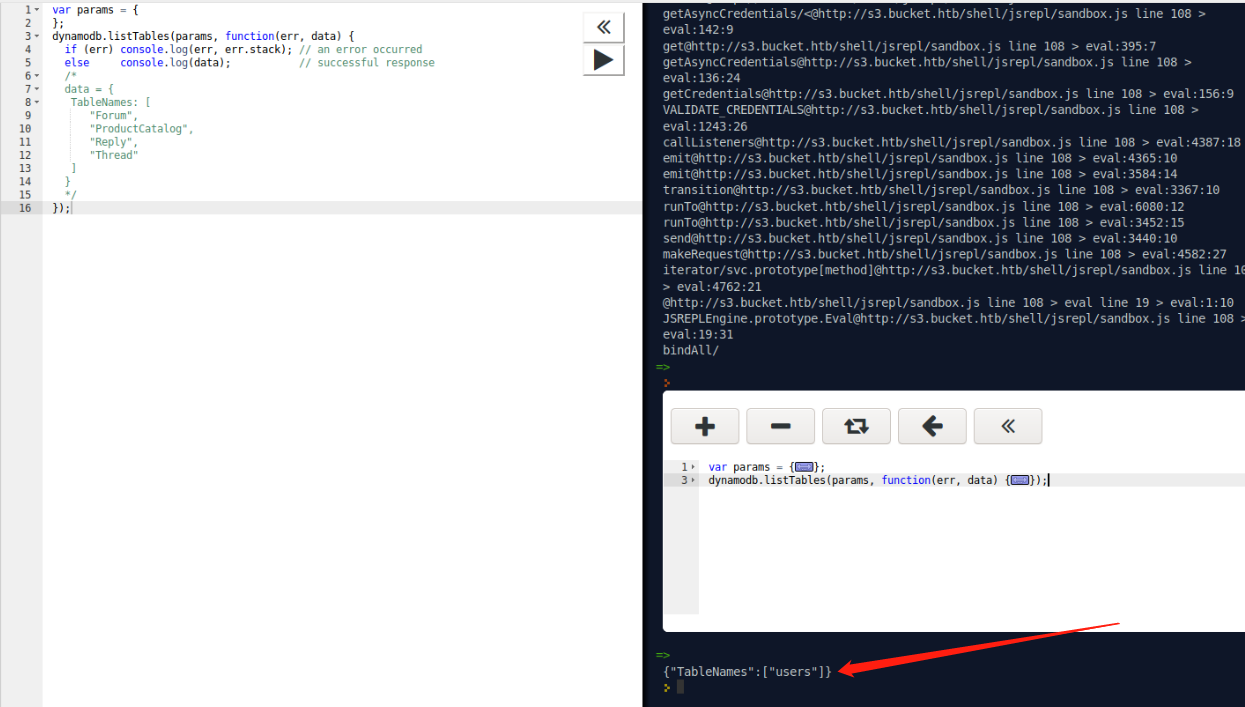 1 var params = {
2 };
3 dynamodb.listTables(params, function(err, data) {
4 if (err) console.log(err, err.stack); // an error occurred
5 else     console.log(data);           // successful response
6 /*
7 data = {
8 TableNames: [
9 "Forum",
10 "ProductCatalog",
11 "Reply",
12 "Thread"
13 ]
14 }
15 */
16 });
getAsyncCredentials/<@http://s3.bucket.htb/shell/jsrepl/sandbox.js line 108 >
eval:142:9
get@http://s3.bucket.htb/shell/jsrepl/sandbox.js line 108 > eval:395:7
getAsyncCredentials@http://s3.bucket.htb/shell/jsrepl/sandbox.js line 108 >
eval:136:24
getCredentials@http://s3.bucket.htb/shell/jsrepl/sandbox.js line 108 > eval:156:9
VALIDATE_CREDENTIALS@http://s3.bucket.htb/shell/jsrepl/sandbox.js line 108 >
eval:1243:26
callListeners@http://s3.bucket.htb/shell/jsrepl/sandbox.js line 108 > eval:4387:18
emit@http://s3.bucket.htb/shell/jsrepl/sandbox.js line 108 > eval:4365:10
emit@http://s3.bucket.htb/shell/jsrepl/sandbox.js line 108 > eval:3584:14
transition@http://s3.bucket.htb/shell/jsrepl/sandbox.js line 108 > eval:3367:10
runTo@http://s3.bucket.htb/shell/jsrepl/sandbox.js line 108 > eval:6080:12
runTo@http://s3.bucket.htb/shell/jsrepl/sandbox.js line 108 > eval:3452:15
send@http://s3.bucket.htb/shell/jsrepl/sandbox.js line 108 > eval:3440:10
makeRequest@http://s3.bucket.htb/shell/jsrepl/sandbox.js line 108 > eval:4582:27
iterator/svc.prototype[method]@http://s3.bucket.htb/shell/jsrepl/sandbox.js line 10
> eval:4762:21
@http://s3.bucket.htb/shell/jsrepl/sandbox.js line 108 > eval line 19 > eval:1:10
JSREPLEngine.prototype.Eval@http://s3.bucket.htb/shell/jsrepl/sandbox.js line 108 >
eval:19:31
bindAll/
=>
1 var params = {};
3 dynamodb.listTables(params, function(err, data) {});
=>
{"TableNames":["users"]}